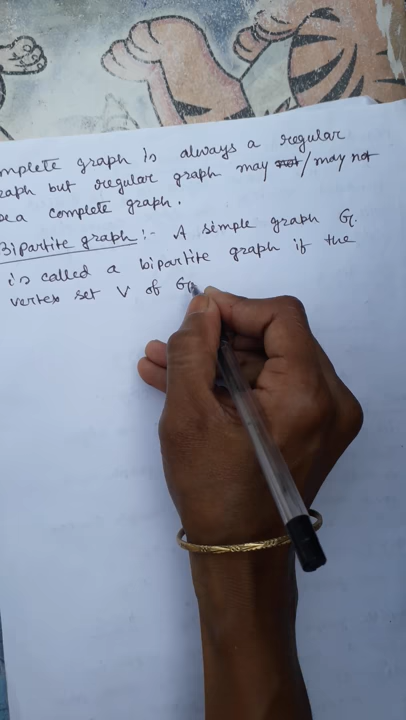 mplete graph is always a regular
raph but regular graph may not/may not
be a complete graph.
Bipartite graph:- A simple graph G.
is called a bipartite graph if the
vertex set V of G